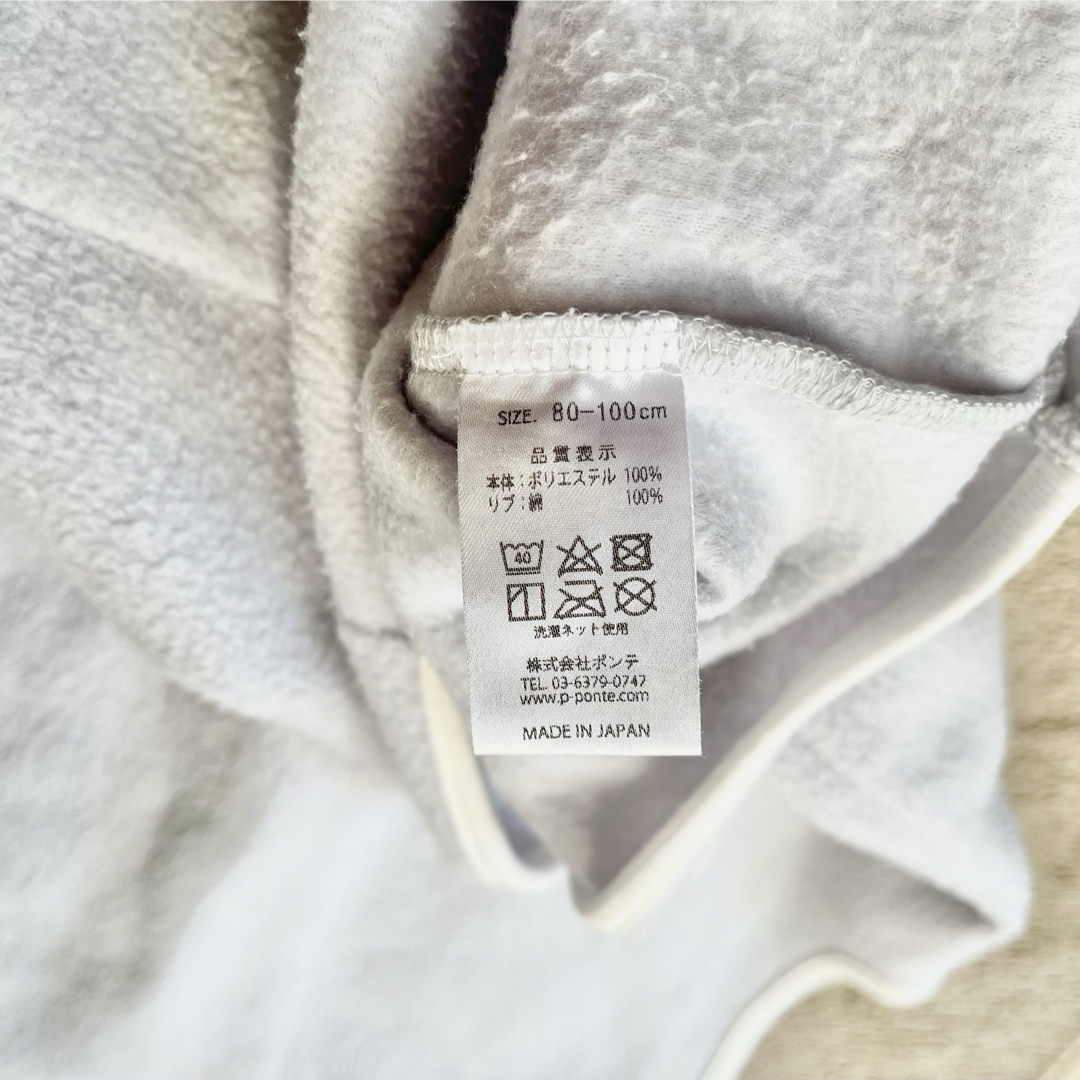 SIZE. 80-100cm
品質表示
本体:ポリエステル 100%
リブ:綿 100%
40
洗濯ネット使用
株式会社ポンテ
TEL. 03-6379-0747
www.p-ponte.com
MADE IN JAPAN